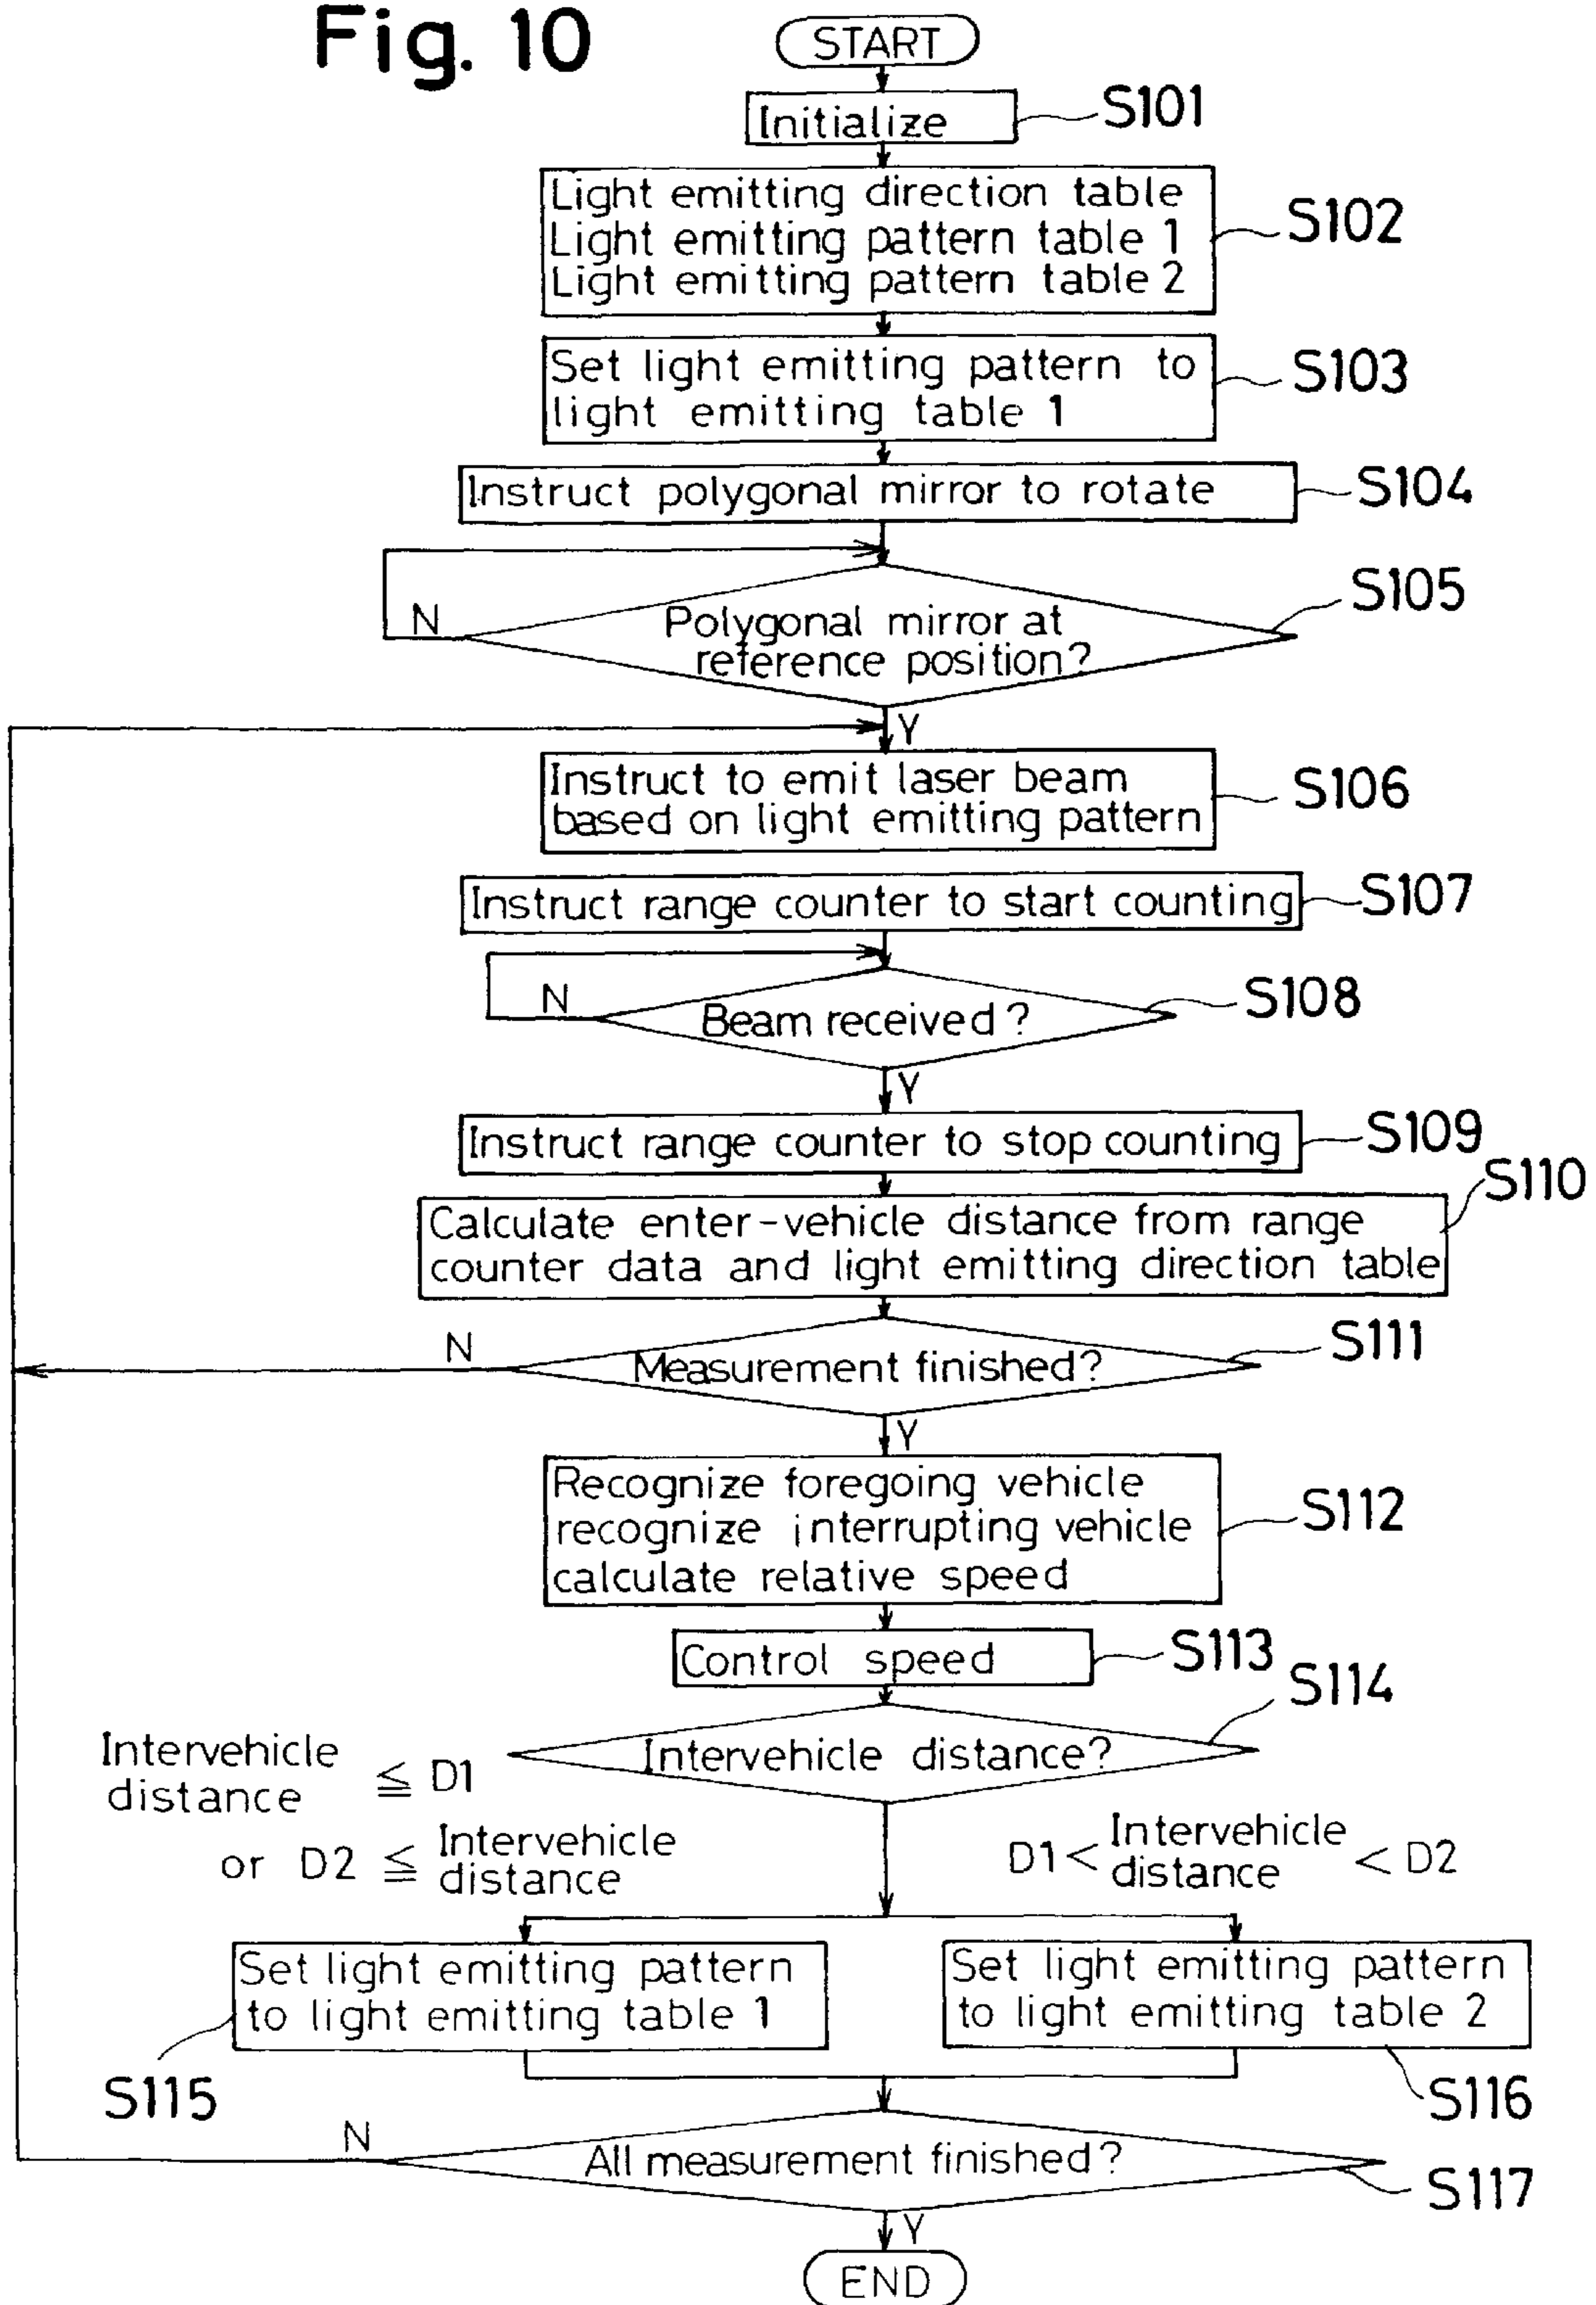 Fig. 10
START
Initialize
S101
Light emitting direction table
Light emitting pattern table 1
Light emitting pattern table 2
S102
Set light emitting pattern to
light emitting table 1
S103
Instruct polygonal mirror to rotate
S104
Polygonal mirror at
reference position?
S105
N
Y
Instruct to emit laser beam
based on light emitting pattern
S106
Instruct range counter to start counting
S107
Beam received?
S108
N
Y
Instruct range counter to stop counting
S109
Calculate enter-vehicle distance from range
counter data and light emitting direction table
S110
Measurement finished?
S111
N
Y
Recognize foregoing vehicle
recognize interrupting vehicle
calculate relative speed
S112
Control speed
S113
Intervehicle distance?
S114
Intervehicle
distance ≦ D1
or D2 ≦ Intervehicle
distance
D1 < Intervehicle
distance < D2
Set light emitting pattern
to light emitting table 1
S115
Set light emitting pattern
to light emitting table 2
S116
All measurement finished?
S117
N
Y
END